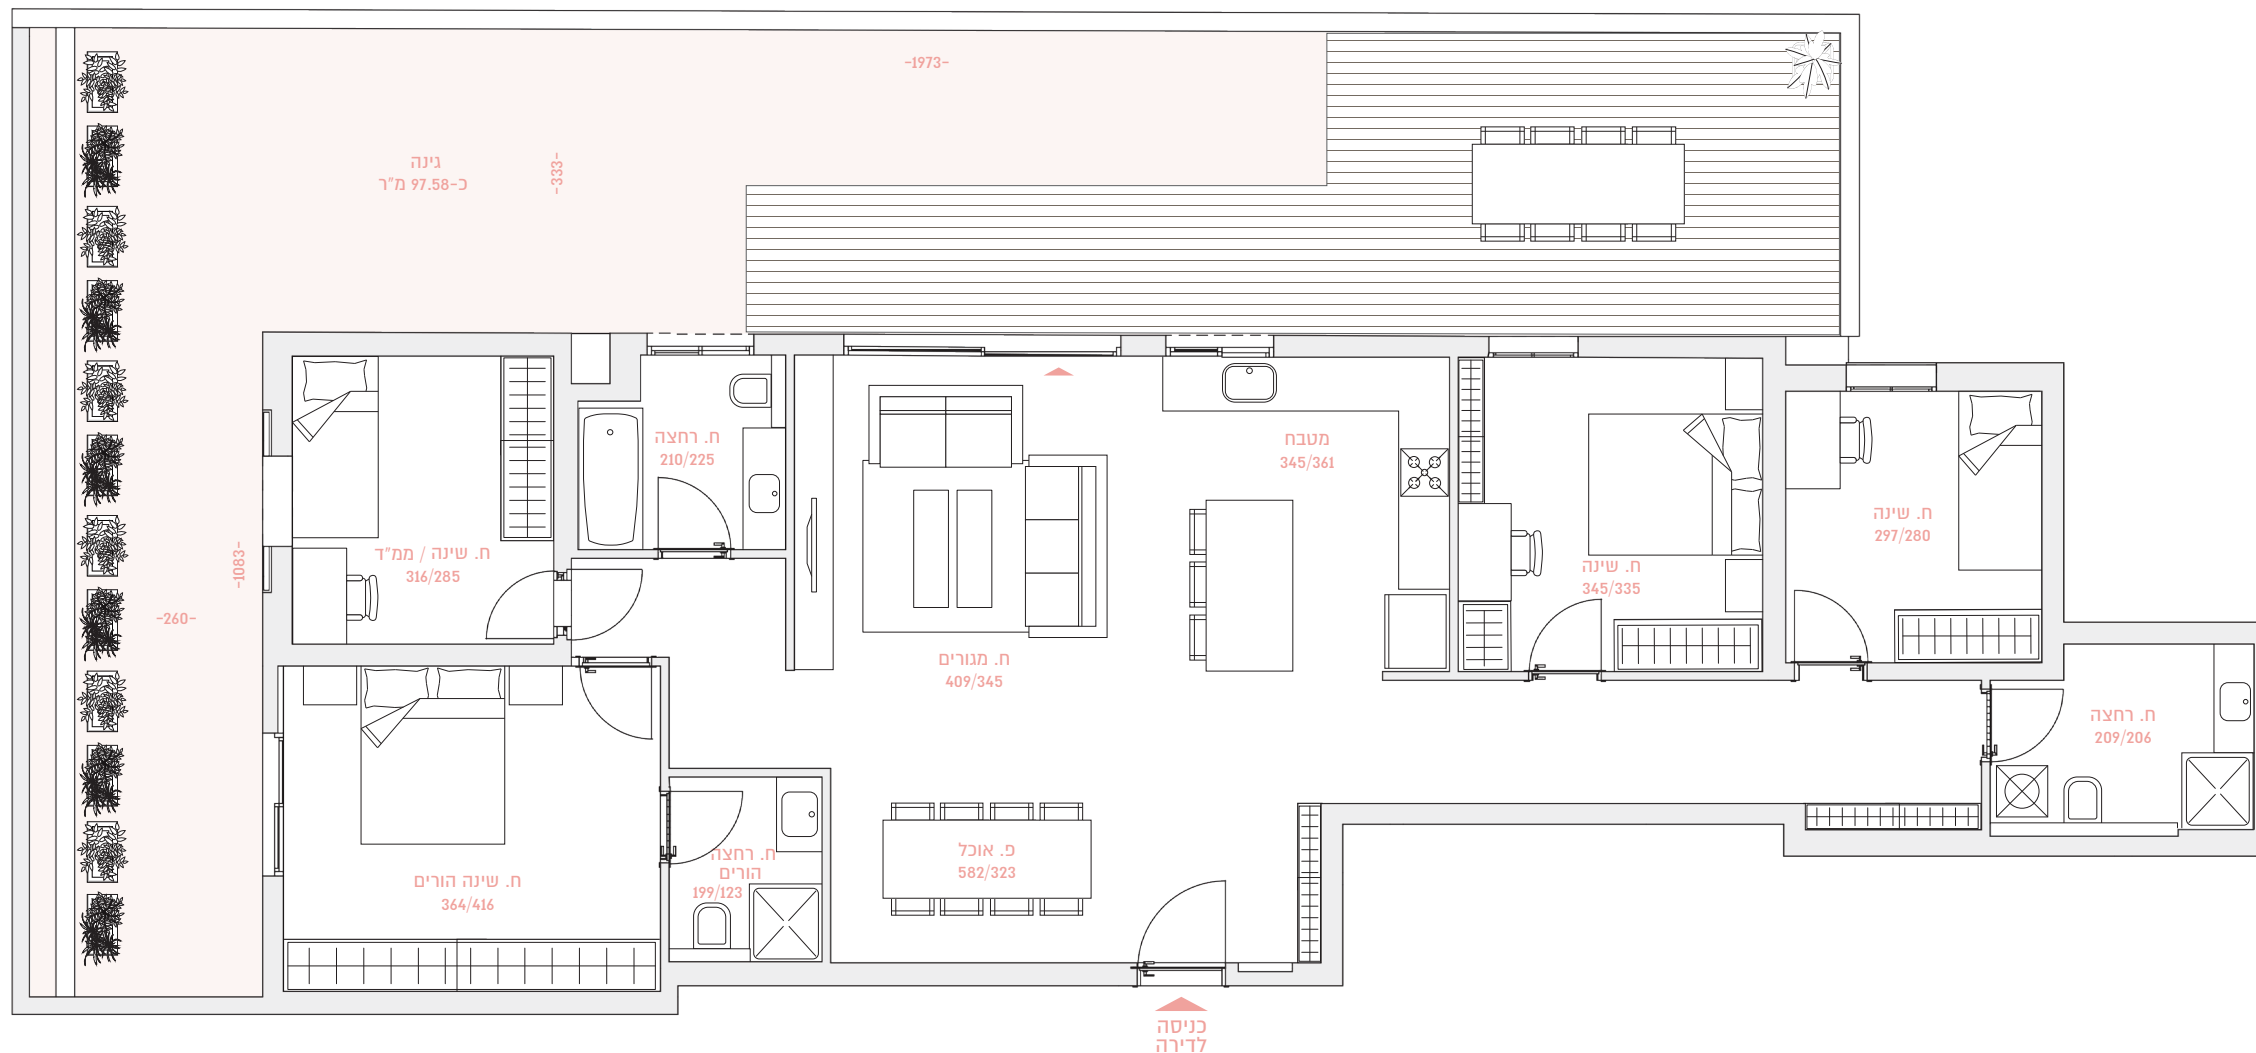 -1973-
גינה
כ-97.58 מ"ר
-333-
-1083-
-260-
ח. רחצה
210/225
מטבח
345/361
ח. שינה / ממ"ד
316/285
ח. שינה
345/335
ח. שינה
297/280
ח. מגורים
409/345
ח. רחצה
209/206
ח. שינה הורים
364/416
ח. רחצה
הורים
199/123
פ. אוכל
582/323
כניסה
לדירה